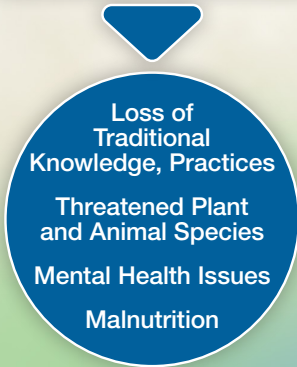 Loss of
Traditional
Knowledge, Practices
Threatened Plant
and Animal Species
Mental Health Issues
Malnutrition